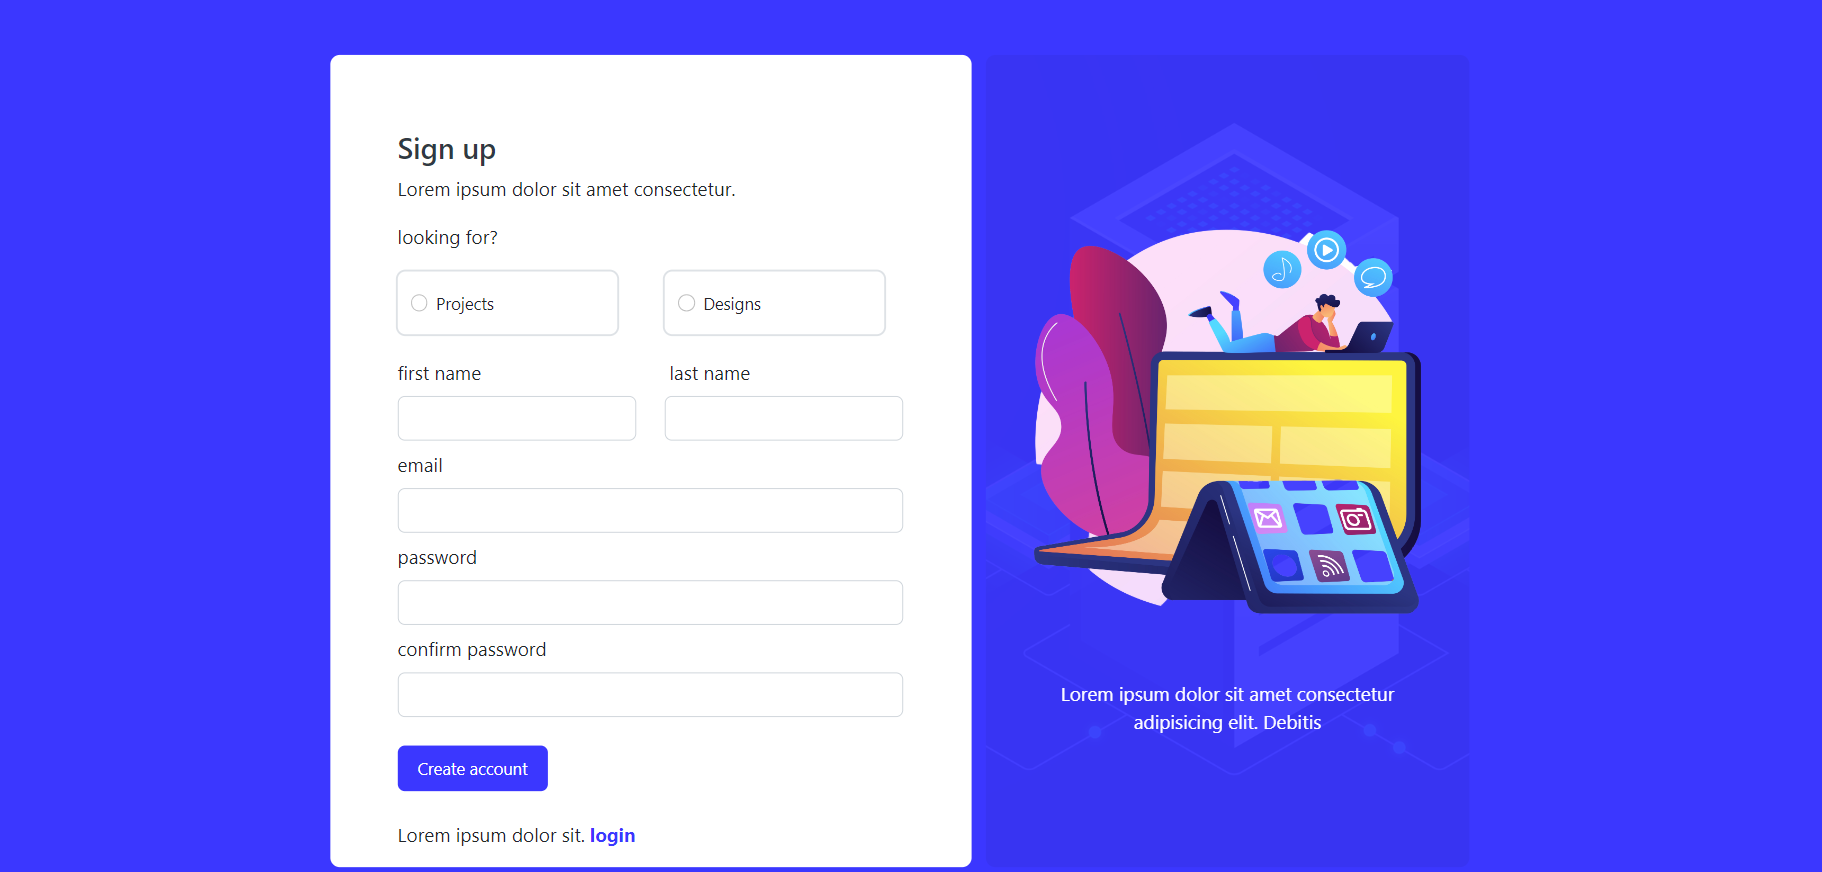 Sign up
Lorem ipsum dolor sit amet consectetur.
looking for?
Projects
Designs
first name
last name
email
password
confirm password
Create account
Lorem ipsum dolor sit. login
Lorem ipsum dolor sit amet consectetur
adipisicing elit. Debitis